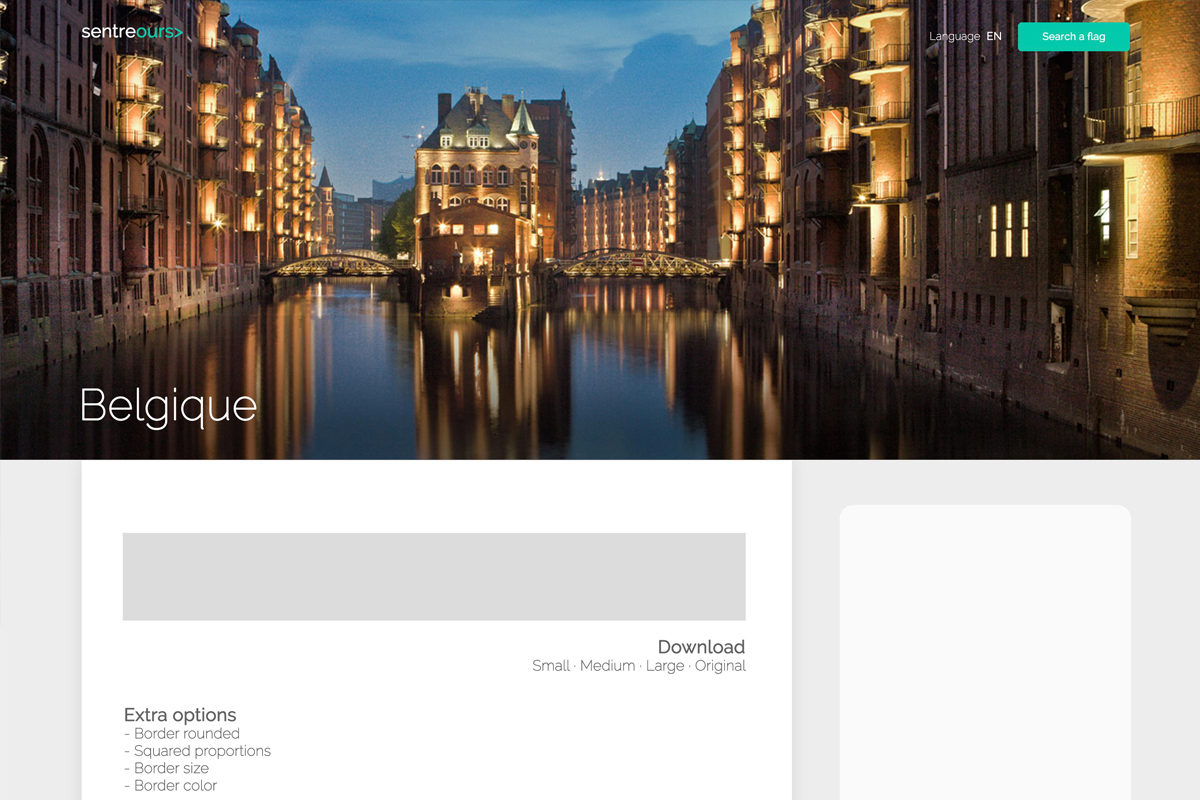 sentreours>
Language EN
Search a flag
Belgique
Download
Small · Medium · Large · Original
Extra options
- Border rounded
- Squared proportions
- Border size
- Border color